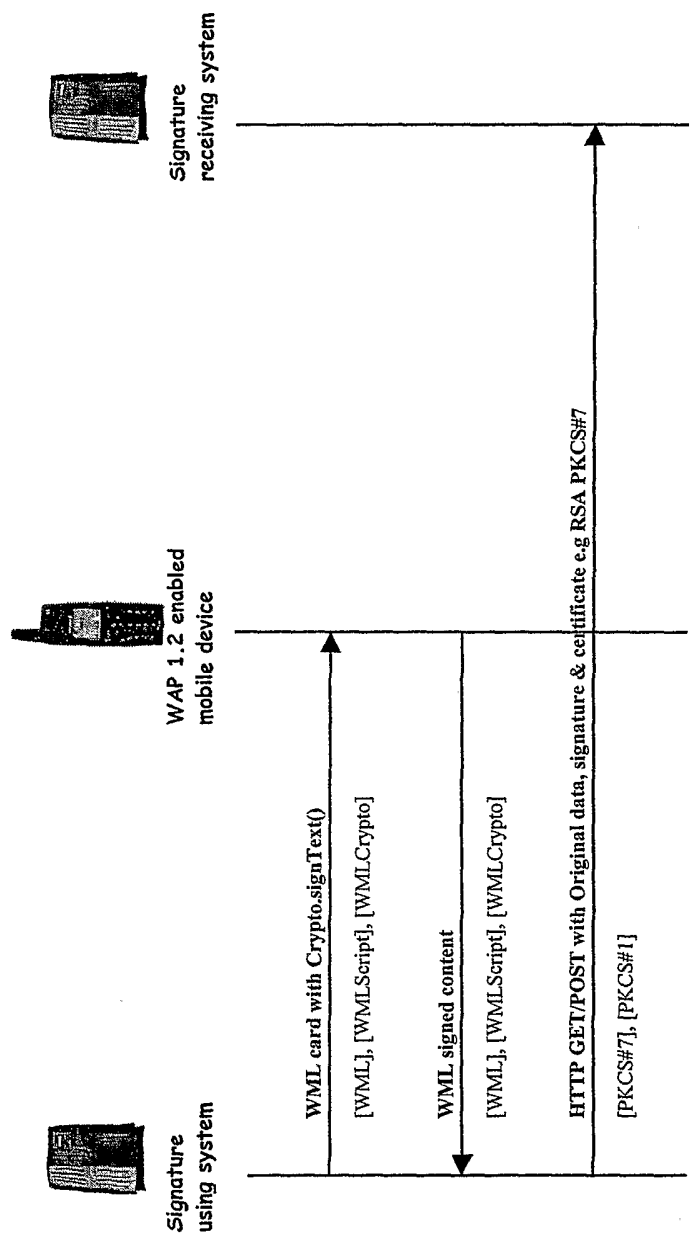 Signature
using system
WAP 1.2 enabled
mobile device
Signature
receiving system
WML card with Crypto.signText()
[WML], [WMLScript], [WMLCrypto]
WML signed content
[WML], [WMLScript], [WMLCrypto]
HTTP GET/POST with Original data, signature & certificate e.g RSA PKCS#7
[PKCS#7], [PKCS#1]